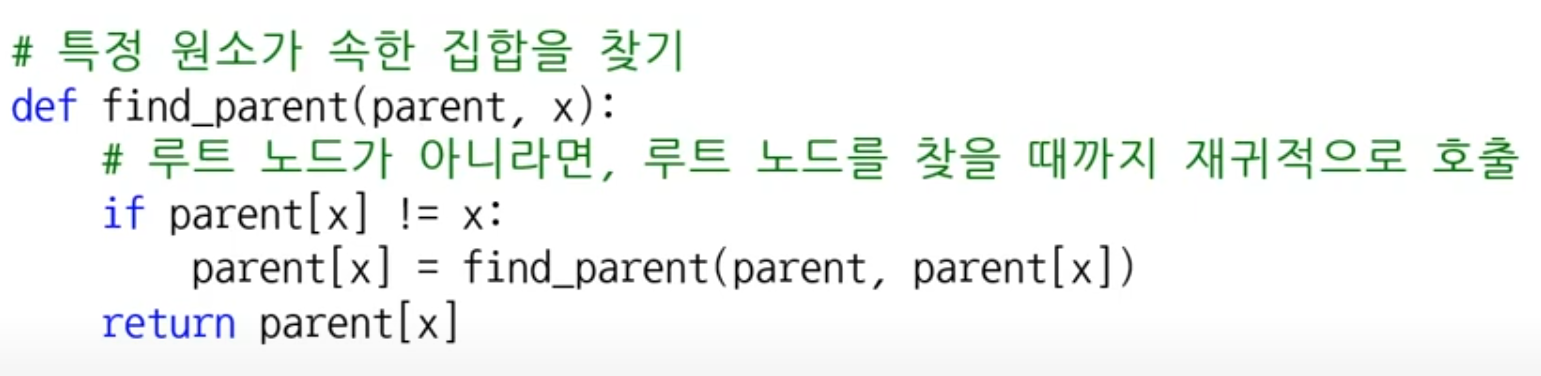 # 특정 원소가 속한 집합을 찾기
def find_parent(parent, x):
    # 루트 노드가 아니라면, 루트 노드를 찾을 때까지 재귀적으로 호출
    if parent[x] != x:
        parent[x] = find_parent(parent, parent[x])
    return parent[x]